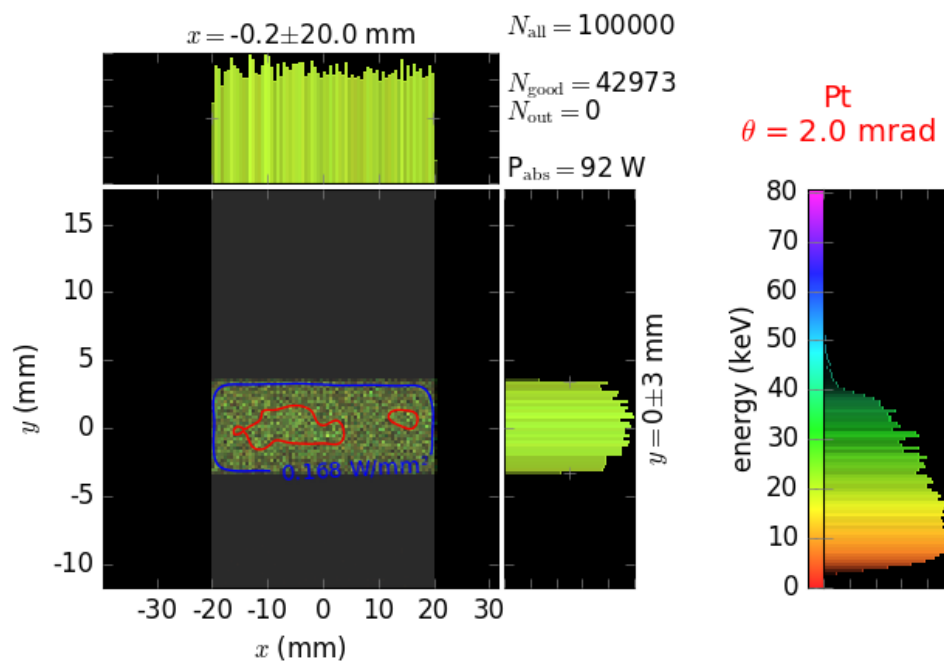 x = -0.2±20.0 mm
N_all = 100000
N_good = 42973
N_out = 0
P_abs = 92 W
Pt
θ = 2.0 mrad
15
10
5
0
-5
-10
y (mm)
0.168 W/mm²
-30 -20 -10 0 10 20 30
x (mm)
y = 0±3 mm
80
70
60
50
40
30
20
10
0
energy (keV)